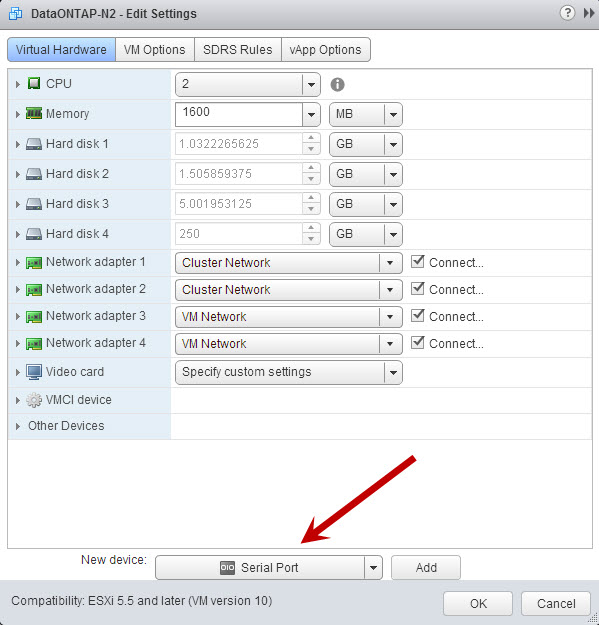 DataONTAP-N2 - Edit Settings
Virtual Hardware VM Options SDRS Rules vApp Options
CPU 2
Memory 1600 MB
Hard disk 1 1.0322265625 GB
Hard disk 2 1.505859375 GB
Hard disk 3 5.001953125 GB
Hard disk 4 250 GB
Network adapter 1 Cluster Network Connect...
Network adapter 2 Cluster Network Connect...
Network adapter 3 VM Network Connect...
Network adapter 4 VM Network Connect...
Video card Specify custom settings
VMCI device
Other Devices
New device: Serial Port Add
Compatibility: ESXi 5.5 and later (VM version 10) OK Cancel